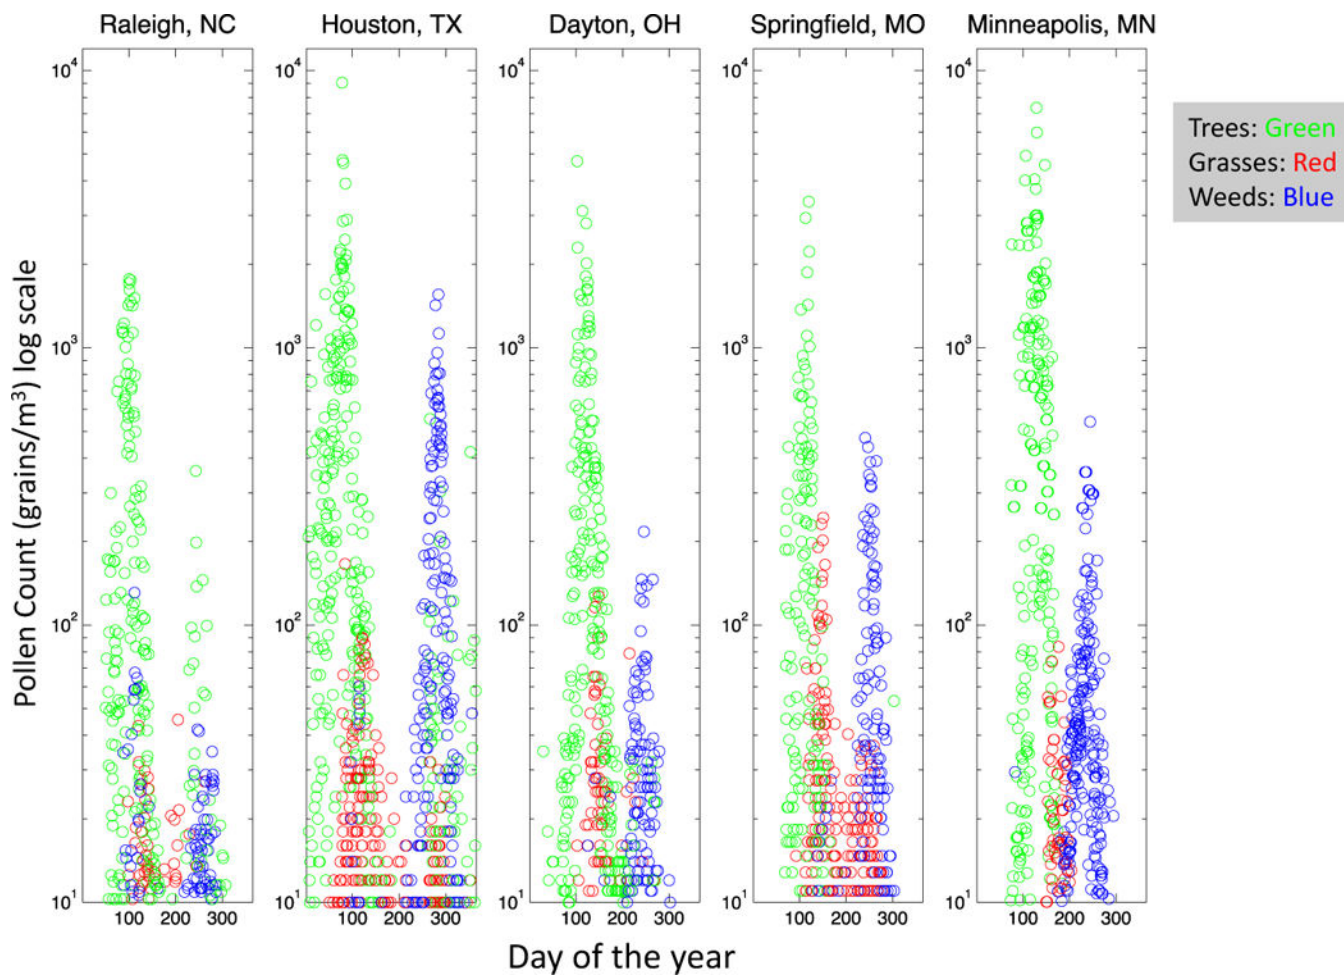 Raleigh, NC Houston, TX Dayton, OH Springfield, MO Minneapolis, MN
10⁴ 10⁴ 10⁴ 10⁴ 10⁴
Trees: Green
Grasses: Red
Weeds: Blue
10³ 10³ 10³ 10³ 10³
Pollen Count (grains/m³) log scale
10² 10² 10² 10² 10²
10¹ 10¹ 10¹ 10¹ 10¹
100 200 300 100 200 300 100 200 300 100 200 300 100 200 300
Day of the year